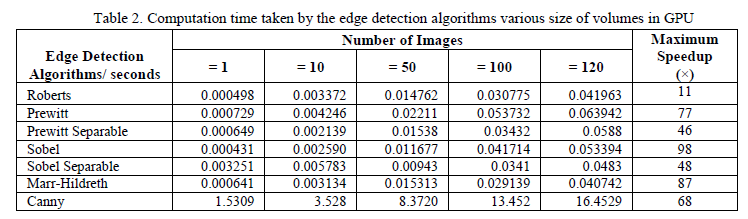 Table 2. Computation time taken by the edge detection algorithms various size of volumes in GPU
Edge Detection Algorithms/ seconds Number of Images Maximum Speedup (×)
= 1 = 10 = 50 = 100 = 120
Roberts 0.000498 0.003372 0.014762 0.030775 0.041963 11
Prewitt 0.000729 0.004246 0.02211 0.053732 0.063942 77
Prewitt Separable 0.000649 0.002139 0.01538 0.03432 0.0588 46
Sobel 0.000431 0.002590 0.011677 0.041714 0.053394 98
Sobel Separable 0.003251 0.005783 0.00943 0.0341 0.0483 48
Marr-Hildreth 0.000641 0.003134 0.015313 0.029139 0.040742 87
Canny 1.5309 3.528 8.3720 13.452 16.4529 68